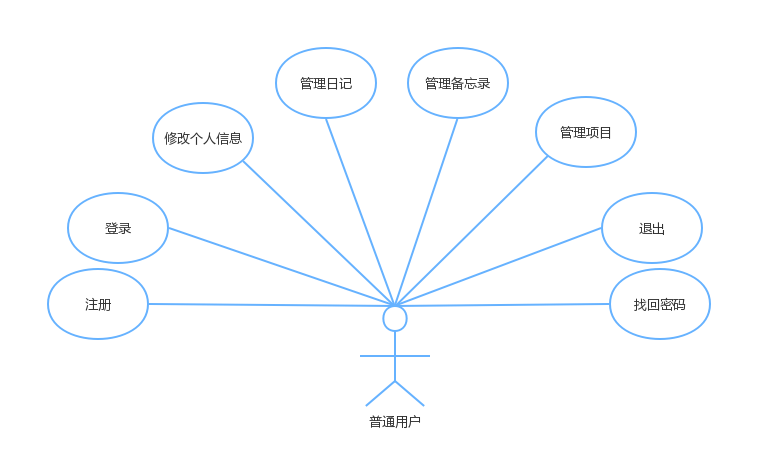 管理日记
管理备忘录
管理项目
修改个人信息
登录
退出
注册
找回密码
普通用户